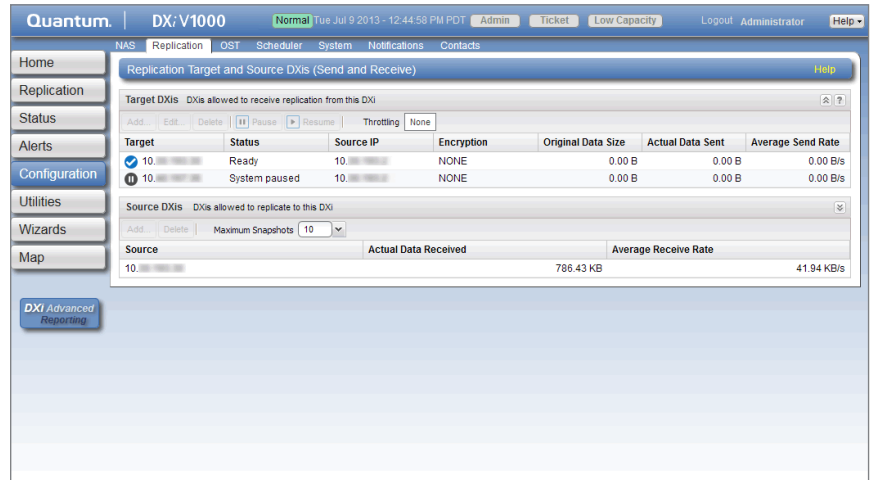 Quantum. DXi V1000 Normal Tue Jul 9 2013 - 12:44:58 PM PDT Admin Ticket Low Capacity Logout Administrator Help
NAS Replication OST Scheduler System Notifications Contacts
Home
Replication
Status
Alerts
Configuration
Utilities
Wizards
Map
DXi Advanced
Reporting
Replication Target and Source DXis (Send and Receive) Help
Target DXis DXis allowed to receive replication from this DXi ?
Add... Edit... Delete Pause Resume Throttling None
Target Status Source IP Encryption Original Data Size Actual Data Sent Average Send Rate
10. Ready 10. NONE 0.00 B 0.00 B 0.00 B/s
10. System paused 10. NONE 0.00 B 0.00 B 0.00 B/s
Source DXis DXis allowed to replicate to this DXi
Add... Delete Maximum Snapshots 10
Source Actual Data Received Average Receive Rate
10. 786.43 KB 41.94 KB/s